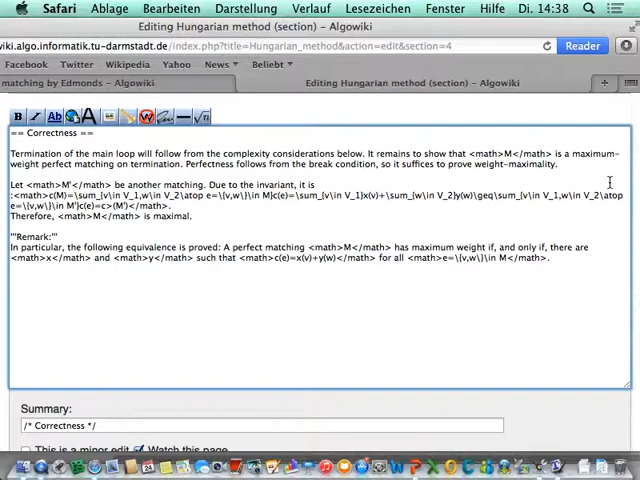 Safari Ablage Bearbeiten Darstellung Verlauf Lesezeichen Fenster Hilfe Di. 14:38
Editing Hungarian method (section) – Algowiki
wiki.algo.informatik.tu-darmstadt.de/index.php?title=Hungarian_method&action=edit&section=4 Reader
Facebook Twitter Wikipedia Yahoo News Beliebt
matching by Edmonds – Algowiki Editing Hungarian method (section) – Algowiki
B I Ab A W √n
== Correctness ==
Termination of the main loop will follow from the complexity considerations below. It remains to show that <math>M</math> is a maximum-
weight perfect matching on termination. Perfectness follows from the break condition, so it suffices to prove weight-maximality.
Let <math>M'</math> be another matching. Due to the invariant, it is
:<math>c(M)=\sum_{v\in V_1,w\in V_2\atop e=\{v,w\}\in M}c(e)=\sum_{v\in V_1}x(v)+\sum_{w\in V_2}y(w)\geq\sum_{v\in V_1,w\in V_2\atop
e=\{v,w\}\in M'}c(e)=c>(M')</math>.
Therefore, <math>M</math> is maximal.
'''Remark:'''
In particular, the following equivalence is proved: A perfect matching <math>M</math> has maximum weight if, and only if, there are
<math>x</math> and <math>y</math> such that <math>c(e)=x(v)+y(w)</math> for all <math>e=\{v,w\}\in M</math>.
Summary:
/* Correctness */
This is a minor edit Watch this page